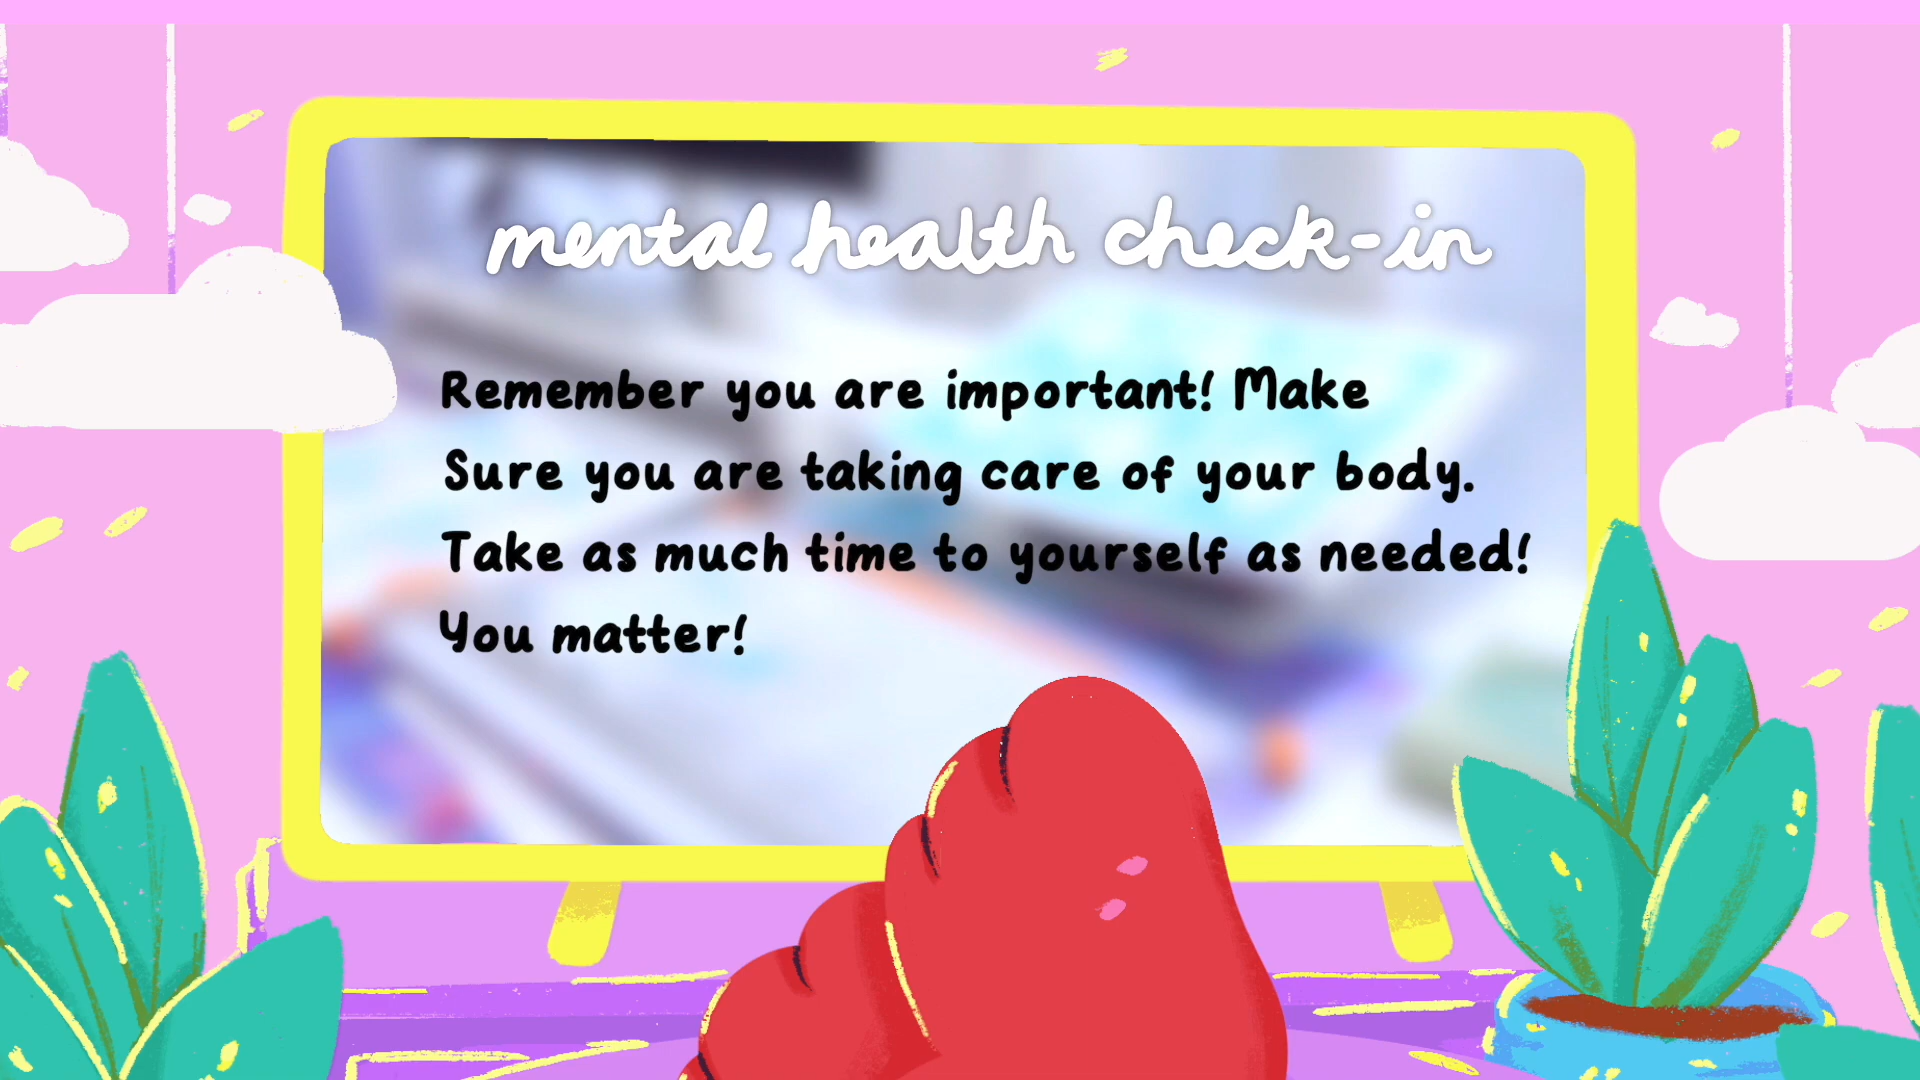 mental health check-in
Remember you are important! Make
Sure you are taking care of your body.
Take as much time to yourself as needed!
You matter!